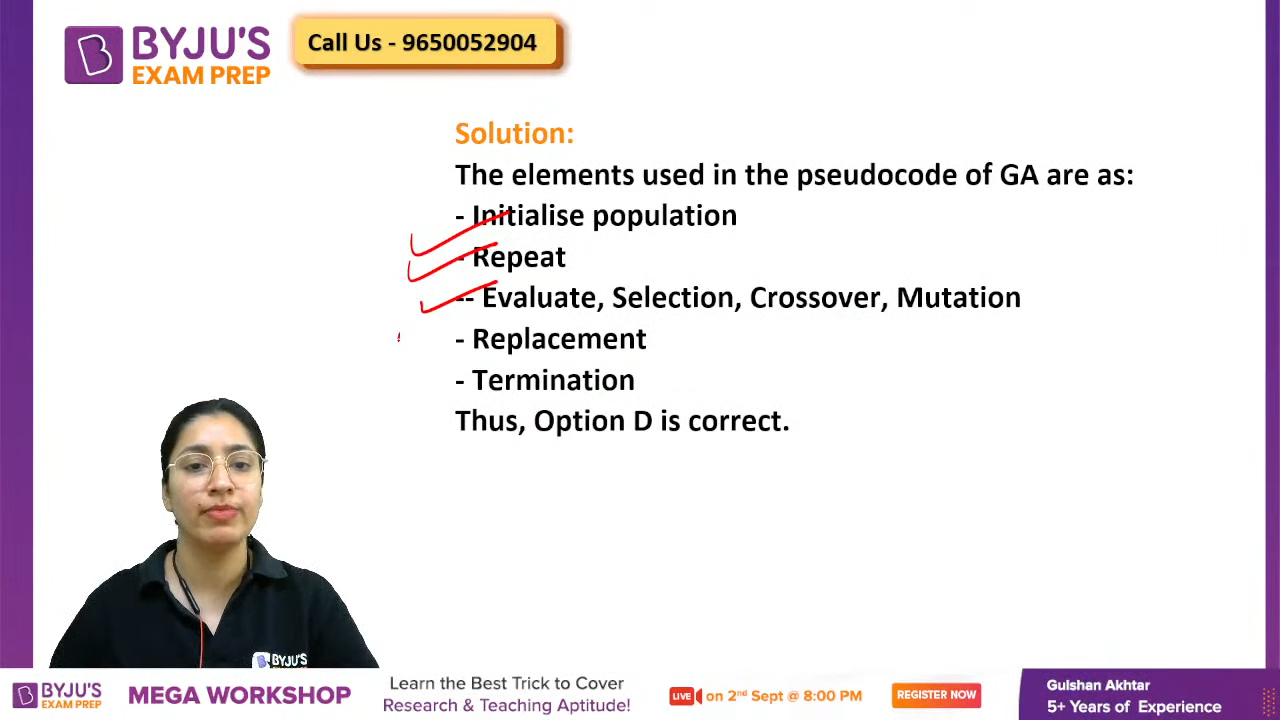 BYJU'S
EXAM PREP
Call Us - 9650052904
Solution:
The elements used in the pseudocode of GA are as:
- Initialise population
- Repeat
-- Evaluate, Selection, Crossover, Mutation
- Replacement
- Termination
Thus, Option D is correct.
BYJU'S
EXAM PREP
BYJU'S
EXAM PREP
MEGA WORKSHOP
Learn the Best Trick to Cover
Research & Teaching Aptitude!
LIVE on 2nd Sept @ 8:00 PM
REGISTER NOW
Gulshan Akhtar
5+ Years of Experience